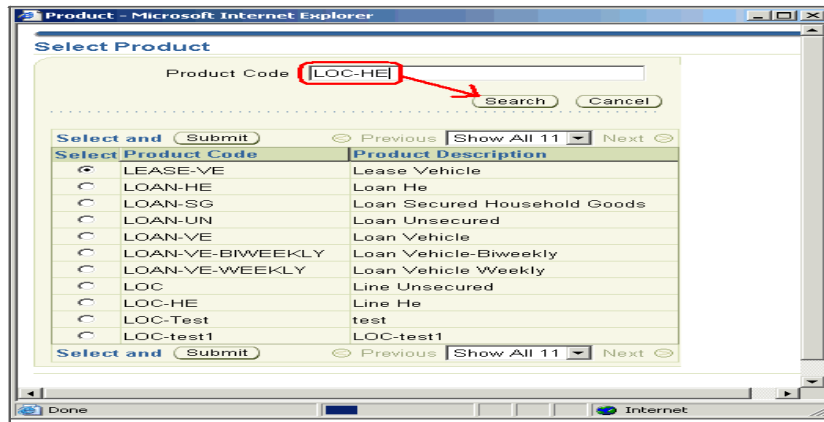 Product - Microsoft Internet Explorer
Select Product
Product Code LOC-HE
Search Cancel
Select and Submit Previous Show All 11 Next
Select Product Code Product Description
LEASE-VE Lease Vehicle
LOAN-HE Loan He
LOAN-SG Loan Secured Household Goods
LOAN-UN Loan Unsecured
LOAN-VE Loan Vehicle
LOAN-VE-BIWEEKLY Loan Vehicle-Biweekly
LOAN-VE-WEEKLY Loan Vehicle Weekly
LOC Line Unsecured
LOC-HE Line He
LOC-Test test
LOC-test1 LOC-test1
Select and Submit Previous Show All 11 Next
Done Internet